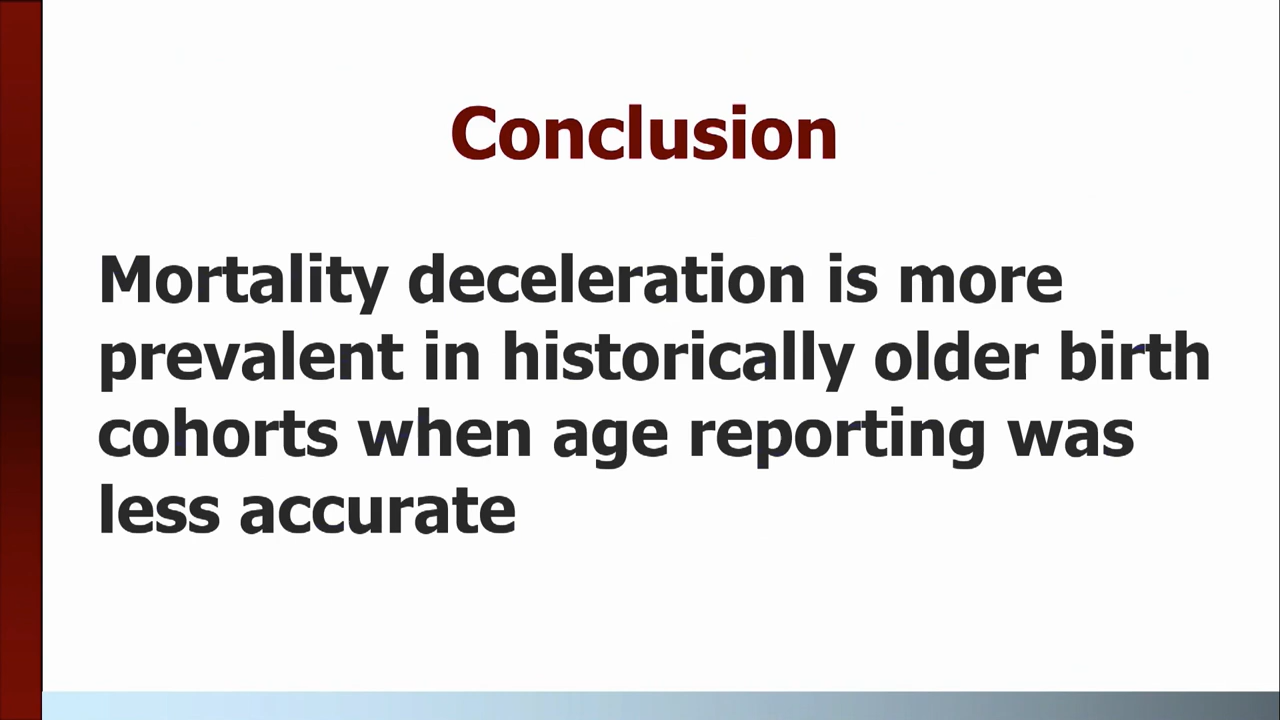 Conclusion
Mortality deceleration is more
prevalent in historically older birth
cohorts when age reporting was
less accurate